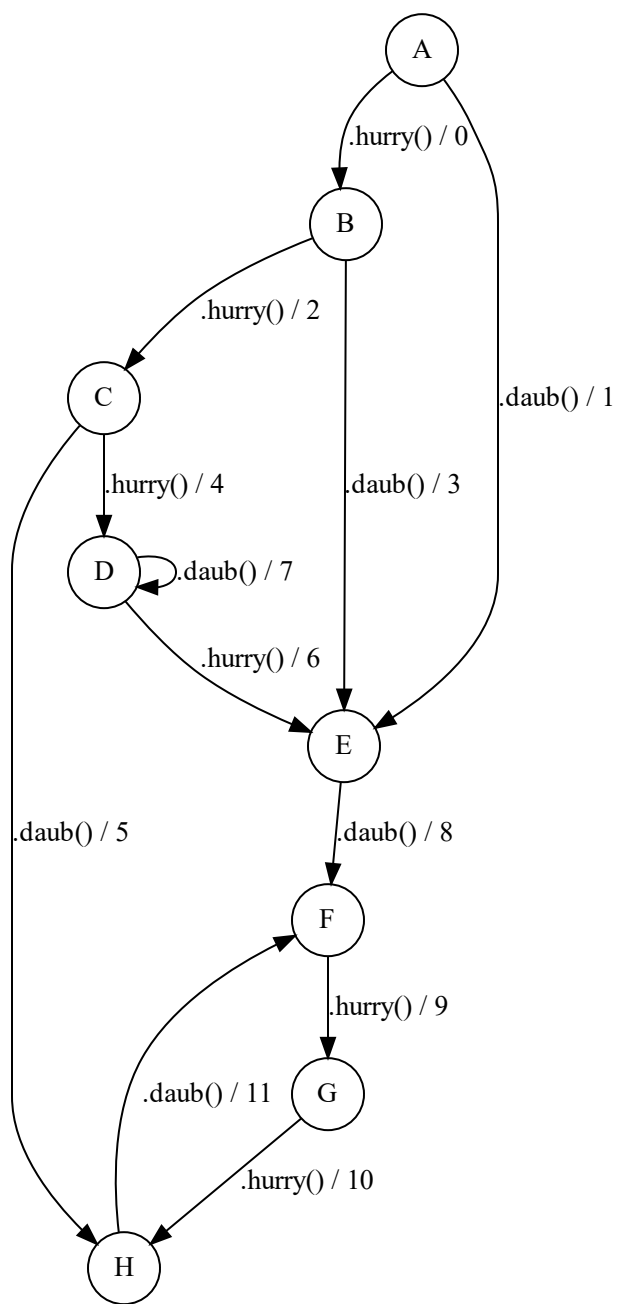 A
.hurry() / 0
B
.hurry() / 2
C
.daub() / 1
.hurry() / 4
.daub() / 3
D
.daub() / 7
.hurry() / 6
E
.daub() / 5
.daub() / 8
F
.hurry() / 9
.daub() / 11
G
.hurry() / 10
H